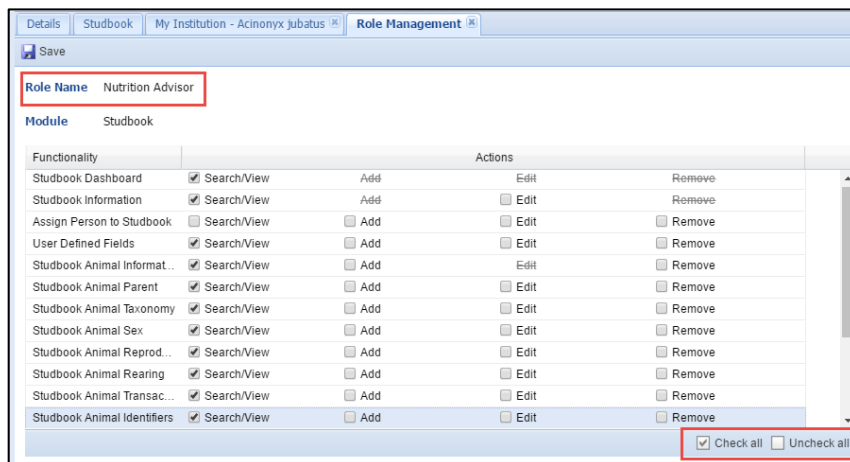 Details Studbook My Institution - Acinonyx jubatus Role Management
Save
Role Name Nutrition Advisor
Module Studbook
Functionality Actions
Studbook Dashboard Search/View Add Edit Remove
Studbook Information Search/View Add Edit Remove
Assign Person to Studbook Search/View Add Edit Remove
User Defined Fields Search/View Add Edit Remove
Studbook Animal Informat... Search/View Add Edit Remove
Studbook Animal Parent Search/View Add Edit Remove
Studbook Animal Taxonomy Search/View Add Edit Remove
Studbook Animal Sex Search/View Add Edit Remove
Studbook Animal Reprod... Search/View Add Edit Remove
Studbook Animal Rearing Search/View Add Edit Remove
Studbook Animal Transac... Search/View Add Edit Remove
Studbook Animal Identifiers Search/View Add Edit Remove
Check all Uncheck all